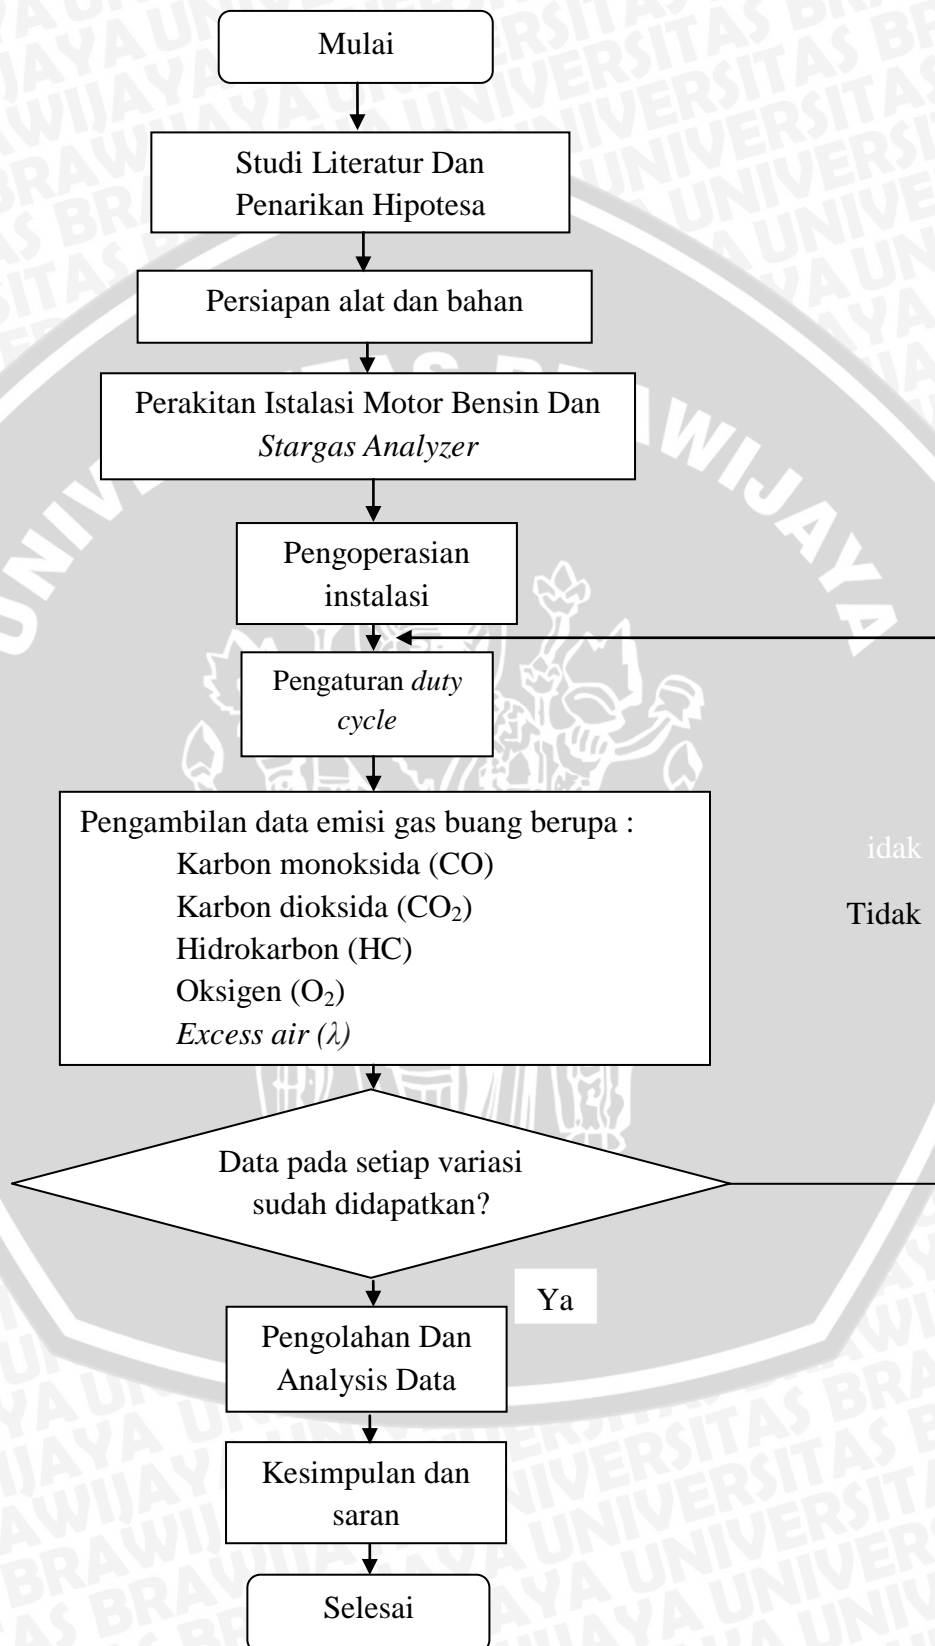 Mulai
Studi Literatur Dan
Penarikan Hipotesa
Persiapan alat dan bahan
Perakitan Istalasi Motor Bensin Dan
Stargas Analyzer
Pengoperasian
instalasi
Pengaturan duty
cycle
Pengambilan data emisi gas buang berupa :
Karbon monoksida (CO)
Karbon dioksida (CO₂)
Hidrokarbon (HC)
Oksigen (O₂)
Excess air (λ)
idak
Tidak
Data pada setiap variasi
sudah didapatkan?
Ya
Pengolahan Dan
Analysis Data
Kesimpulan dan
saran
Selesai